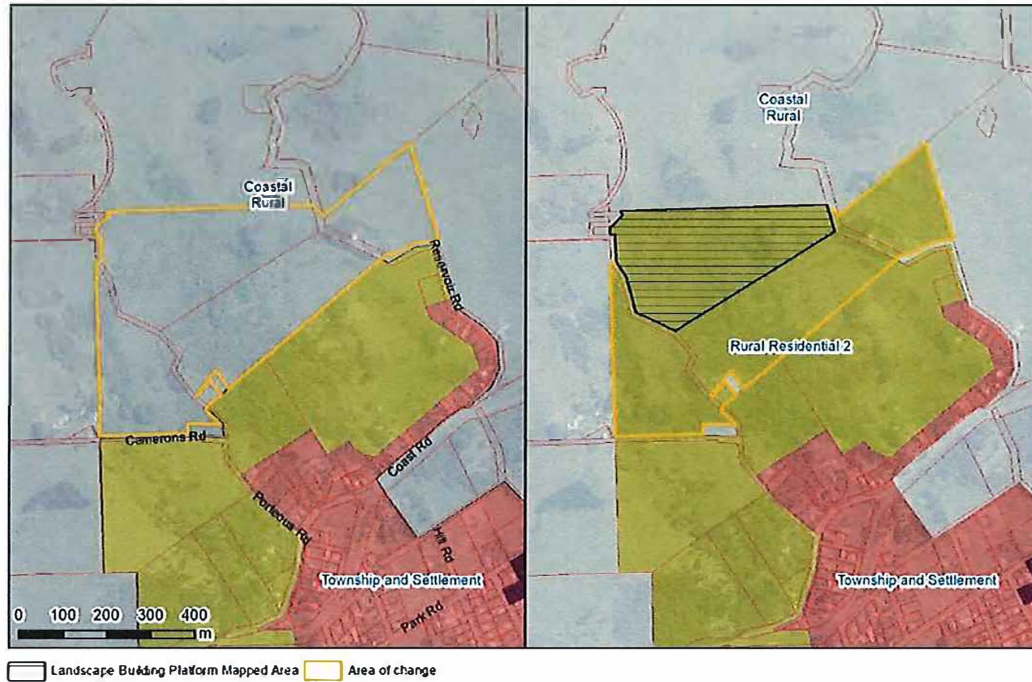 Coastal
Rural
Reservoir Rd
Camerons Rd
Coast Rd
Porteous Rd
Hill Rd
Township and Settlement
Park Rd
0 100 200 300 400
m
Coastal
Rural
Rural Residential 2
Township and Settlement
Landscape Building Platform Mapped Area
Area of change